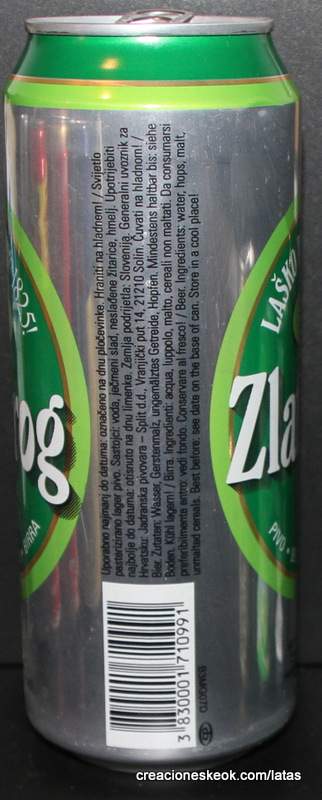 1825!
rog
BIRRA
LAŠKO
Zla
PIVO •
Uporabno najmanj do datuma: označeno na dnu pločevinke. Hraniti na hladnem! / Svijetlo
pasterizirano lager pivo. Sastojci: voda, ječmeni slad, neslađene žitarice, hmelj. Upotrijebiti
najbolje do datuma: otisnuto na dnu limenke. Zemlja podrijetla: Slovenija. Generalni uvoznik za
Hrvatsku: Jadranska pivovara – Split d.d., Vranjički put 14, 21210 Solin. Čuvati na hladnom! /
Bier. Zutaten: Wasser, Gerstenmalz, ungemälztes Getreide, Hopfen. Mindestens haltbar bis: siehe
Boden. Kühl lagern! / Birra. Ingredienti: acqua, luppolo, malto, cereali non maltati. Da consumarsi
preferibilmente entro: vedi fondo. Conservare al fresco! / Beer. Ingredients: water, hops, malt,
unmalted cereals. Best before: see date on the base of can. Store in a cool place!
3 830001 710991
creacioneskeok.com/latas